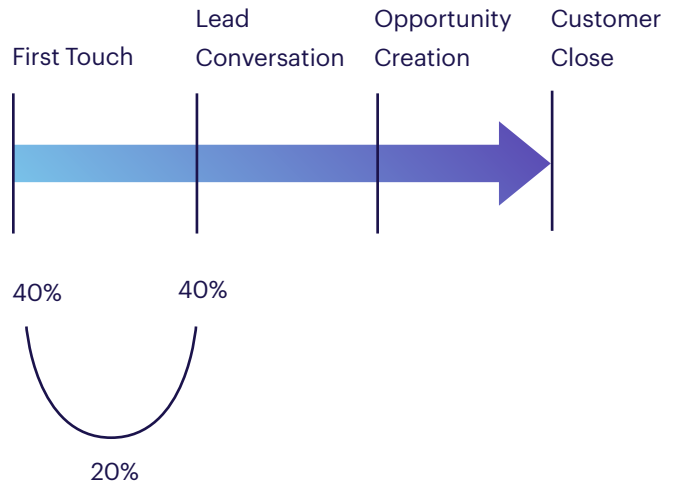 First Touch
Lead
Conversation
Opportunity
Creation
Customer
Close
40%
40%
20%